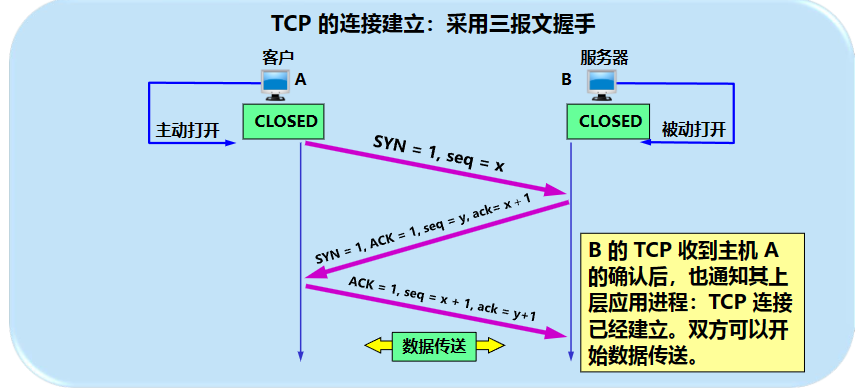 TCP 的连接建立：采用三报文握手
客户
服务器
A
B
CLOSED
CLOSED
主动打开
被动打开
SYN = 1, seq = x
SYN = 1, ACK = 1, seq = y, ack= x + 1
ACK = 1, seq = x + 1, ack = y+1
B 的 TCP 收到主机 A
的确认后，也通知其上
层应用进程：TCP 连接
已经建立。双方可以开
始数据传送。
数据传送